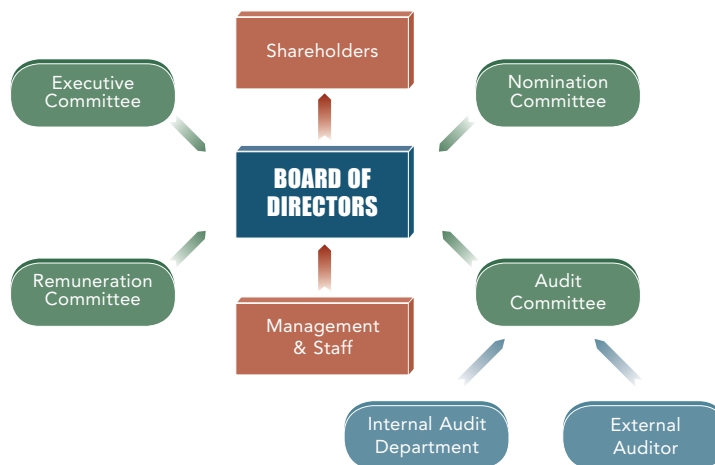 Shareholders
Executive
Committee
Nomination
Committee
BOARD OF
DIRECTORS
Remuneration
Committee
Audit
Committee
Management
& Staff
Internal Audit
Department
External
Auditor